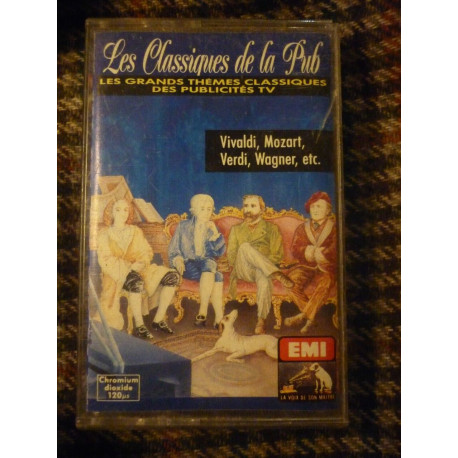 Les Classiques de la Pub
LES GRANDS THÈMES CLASSIQUES
DES PUBLICITÉS TV
Vivaldi, Mozart,
Verdi, Wagner, etc.
EMI
Chromium
dioxide
120µs
LA VOIX DE SON MAITRE